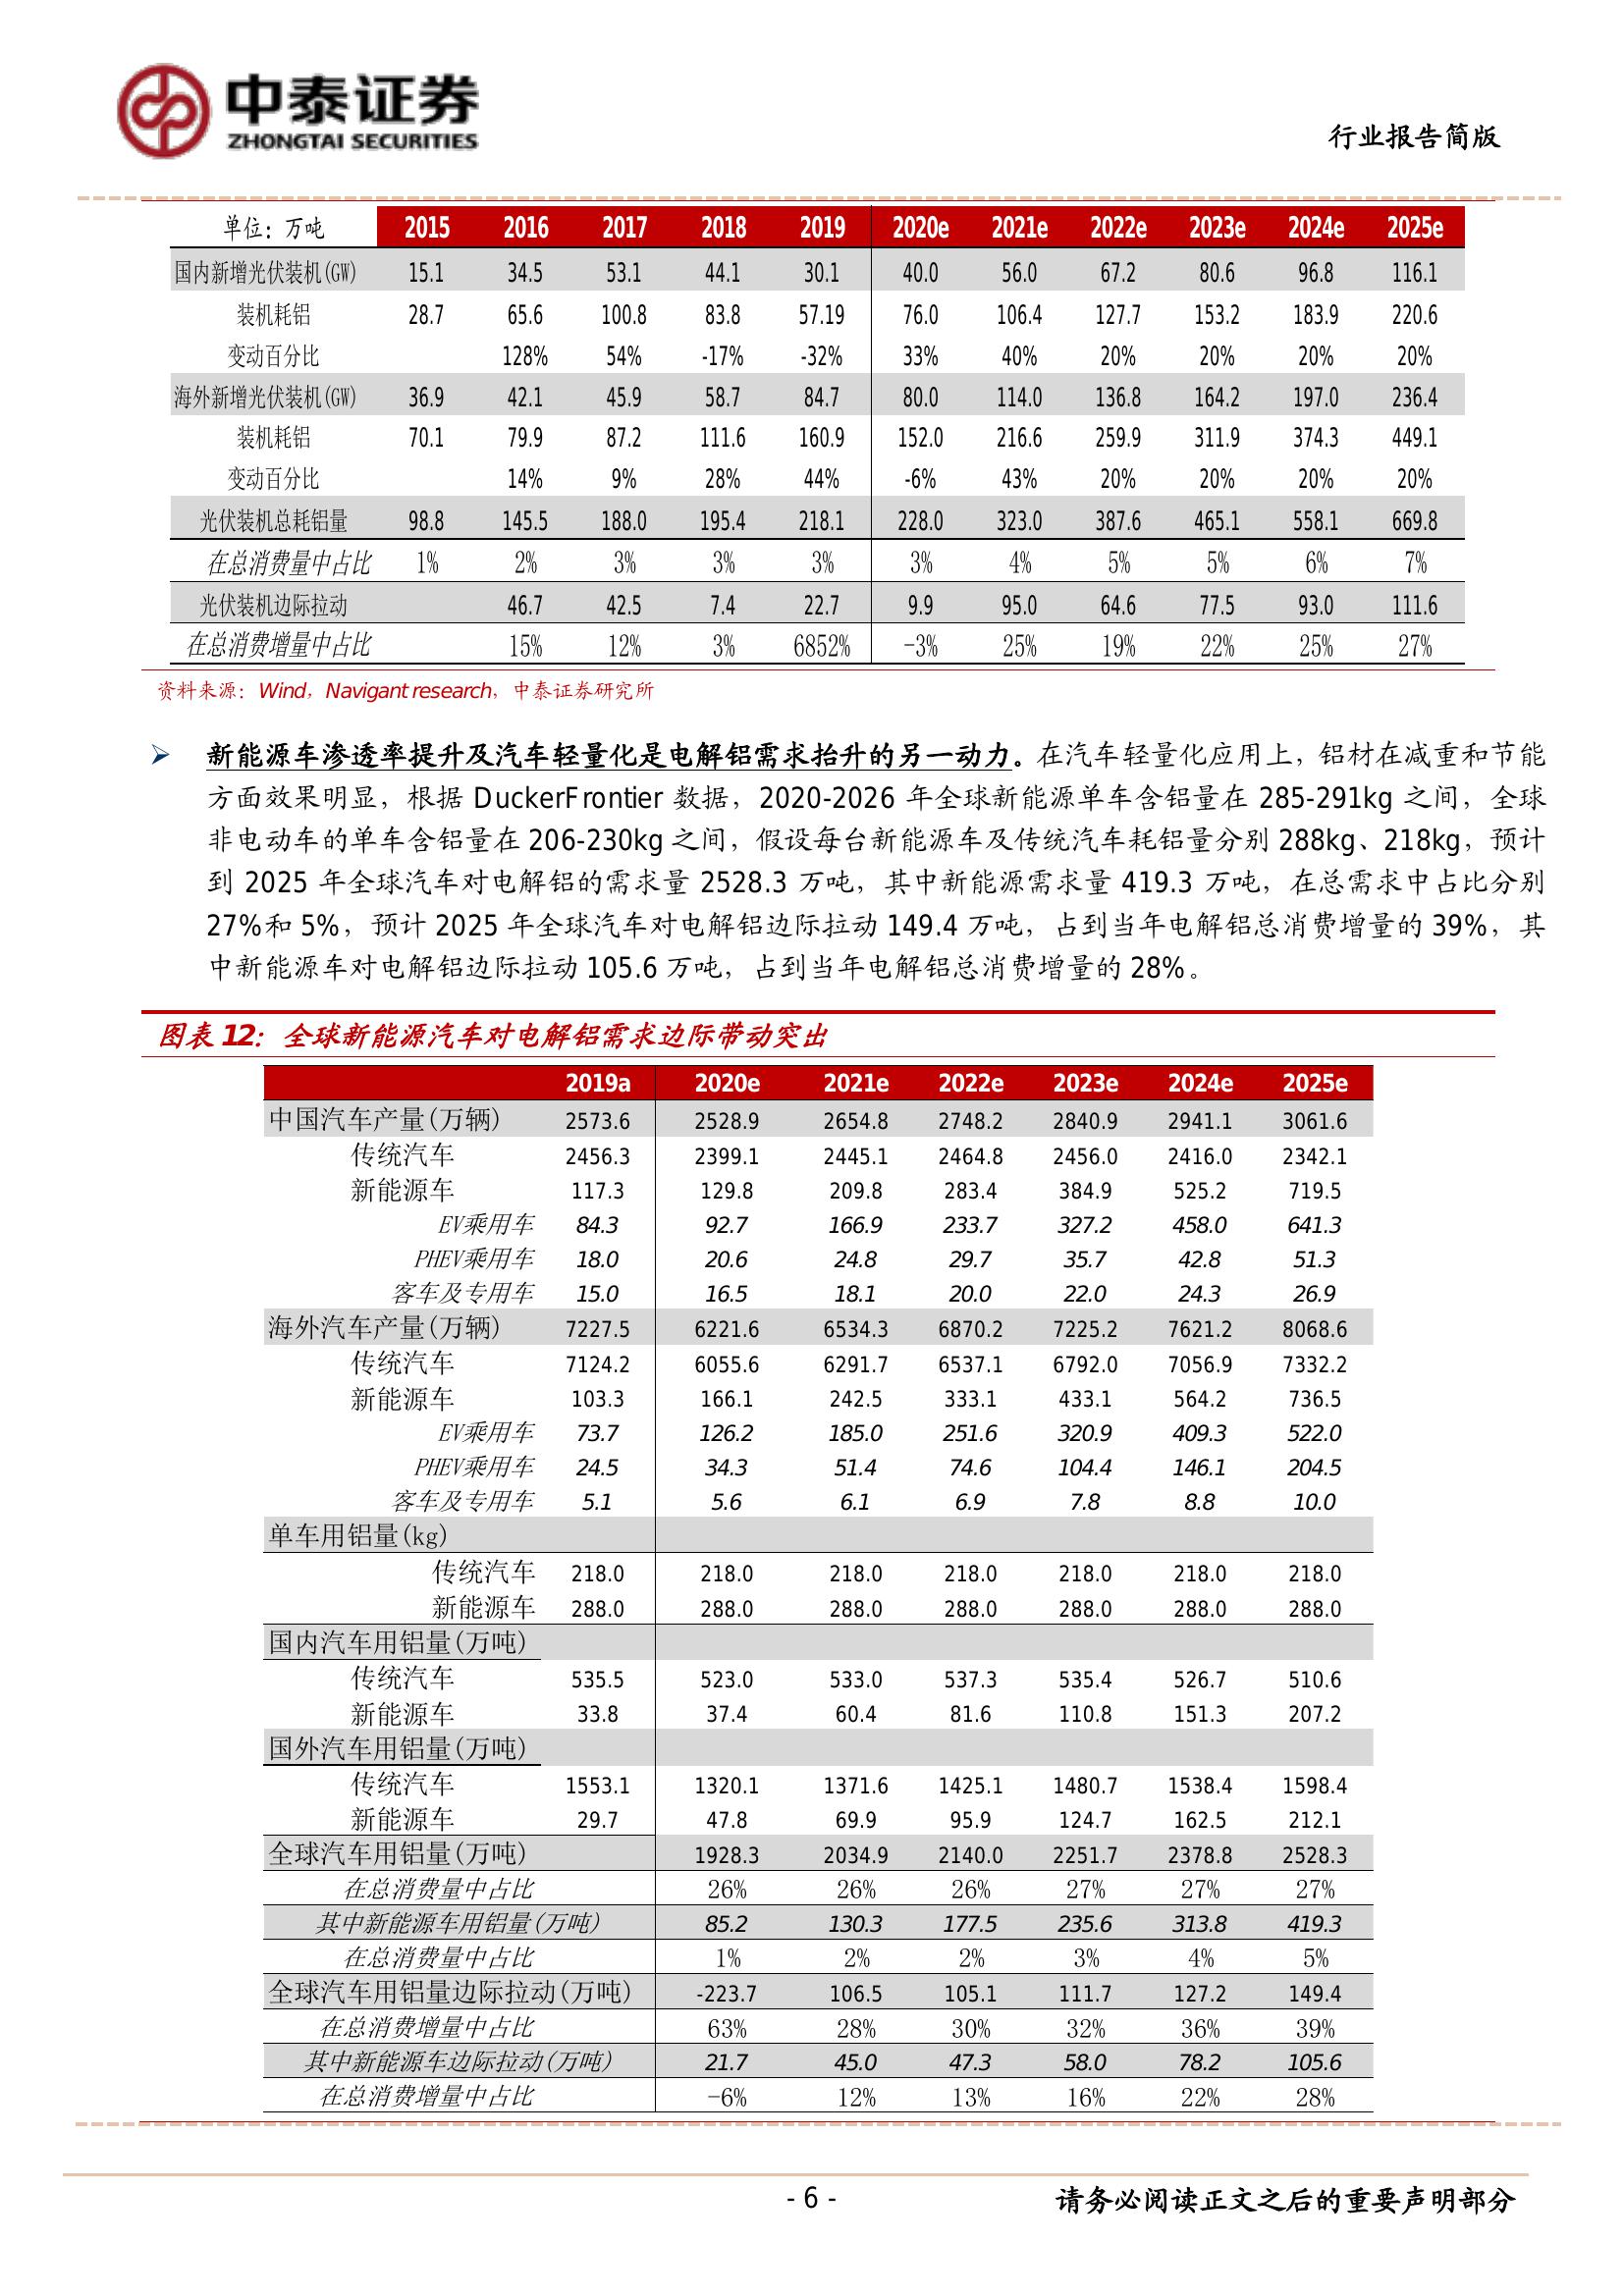 中泰证券
ZHONGTAI SECURITIES
行业报告简版
单位：万吨 2015 2016 2017 2018 2019 2020e 2021e 2022e 2023e 2024e 2025e
国内新增光伏装机(GW) 15.1 34.5 53.1 44.1 30.1 40.0 56.0 67.2 80.6 96.8 116.1
装机耗铝 28.7 65.6 100.8 83.8 57.19 76.0 106.4 127.7 153.2 183.9 220.6
变动百分比 128% 54% -17% -32% 33% 40% 20% 20% 20% 20%
海外新增光伏装机(GW) 36.9 42.1 45.9 58.7 84.7 80.0 114.0 136.8 164.2 197.0 236.4
装机耗铝 70.1 79.9 87.2 111.6 160.9 152.0 216.6 259.9 311.9 374.3 449.1
变动百分比 14% 9% 28% 44% -6% 43% 20% 20% 20% 20%
光伏装机总耗铝量 98.8 145.5 188.0 195.4 218.1 228.0 323.0 387.6 465.1 558.1 669.8
在总消费量中占比 1% 2% 3% 3% 3% 3% 4% 5% 5% 6% 7%
光伏装机边际拉动 46.7 42.5 7.4 22.7 9.9 95.0 64.6 77.5 93.0 111.6
在总消费增量中占比 15% 12% 3% 6852% -3% 25% 19% 22% 25% 27%
资料来源：Wind，Navigant research，中泰证券研究所
➢ 新能源车渗透率提升及汽车轻量化是电解铝需求抬升的另一动力。在汽车轻量化应用上，铝材在减重和节能
方面效果明显，根据 DuckerFrontier 数据，2020-2026 年全球新能源单车含铝量在 285-291kg 之间，全球
非电动车的单车含铝量在 206-230kg 之间，假设每台新能源车及传统汽车耗铝量分别 288kg、218kg，预计
到 2025 年全球汽车对电解铝的需求量 2528.3 万吨，其中新能源需求量 419.3 万吨，在总需求中占比分别
27%和 5%，预计 2025 年全球汽车对电解铝边际拉动 149.4 万吨，占到当年电解铝总消费增量的 39%，其
中新能源车对电解铝边际拉动 105.6 万吨，占到当年电解铝总消费增量的 28%。
图表 12：全球新能源汽车对电解铝需求边际带动突出
2019a 2020e 2021e 2022e 2023e 2024e 2025e
中国汽车产量(万辆) 2573.6 2528.9 2654.8 2748.2 2840.9 2941.1 3061.6
传统汽车 2456.3 2399.1 2445.1 2464.8 2456.0 2416.0 2342.1
新能源车 117.3 129.8 209.8 283.4 384.9 525.2 719.5
EV乘用车 84.3 92.7 166.9 233.7 327.2 458.0 641.3
PHEV乘用车 18.0 20.6 24.8 29.7 35.7 42.8 51.3
客车及专用车 15.0 16.5 18.1 20.0 22.0 24.3 26.9
海外汽车产量(万辆) 7227.5 6221.6 6534.3 6870.2 7225.2 7621.2 8068.6
传统汽车 7124.2 6055.6 6291.7 6537.1 6792.0 7056.9 7332.2
新能源车 103.3 166.1 242.5 333.1 433.1 564.2 736.5
EV乘用车 73.7 126.2 185.0 251.6 320.9 409.3 522.0
PHEV乘用车 24.5 34.3 51.4 74.6 104.4 146.1 204.5
客车及专用车 5.1 5.6 6.1 6.9 7.8 8.8 10.0
单车用铝量(kg)
传统汽车 218.0 218.0 218.0 218.0 218.0 218.0 218.0
新能源车 288.0 288.0 288.0 288.0 288.0 288.0 288.0
国内汽车用铝量(万吨)
传统汽车 535.5 523.0 533.0 537.3 535.4 526.7 510.6
新能源车 33.8 37.4 60.4 81.6 110.8 151.3 207.2
国外汽车用铝量(万吨)
传统汽车 1553.1 1320.1 1371.6 1425.1 1480.7 1538.4 1598.4
新能源车 29.7 47.8 69.9 95.9 124.7 162.5 212.1
全球汽车用铝量(万吨) 1928.3 2034.9 2140.0 2251.7 2378.8 2528.3
在总消费量中占比 26% 26% 26% 27% 27% 27%
其中新能源车用铝量(万吨) 85.2 130.3 177.5 235.6 313.8 419.3
在总消费量中占比 1% 2% 2% 3% 4% 5%
全球汽车用铝量边际拉动(万吨) -223.7 106.5 105.1 111.7 127.2 149.4
在总消费增量中占比 63% 28% 30% 32% 36% 39%
其中新能源车边际拉动(万吨) 21.7 45.0 47.3 58.0 78.2 105.6
在总消费增量中占比 -6% 12% 13% 16% 22% 28%
- 6 -
请务必阅读正文之后的重要声明部分